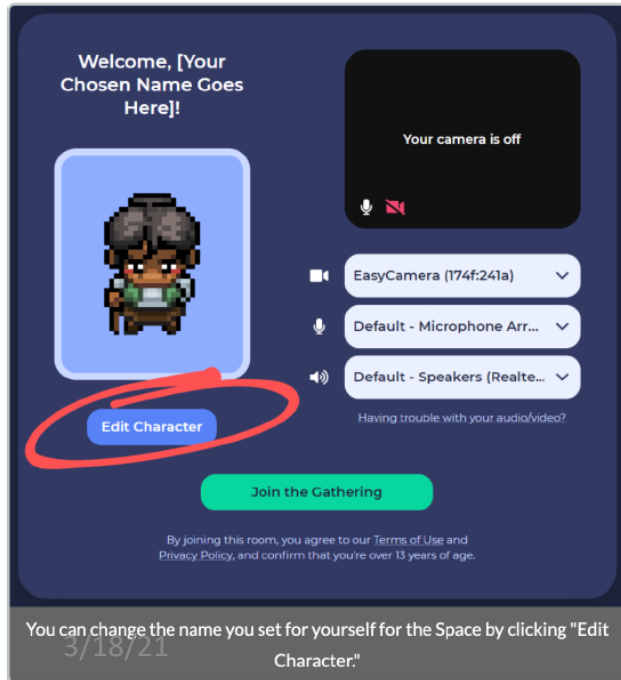 Welcome, [Your
Chosen Name Goes
Here]!
Your camera is off
EasyCamera (174f:241a)
Default - Microphone Arr...
Default - Speakers (Realte...
Having trouble with your audio/video?
Edit Character
Join the Gathering
By joining this room, you agree to our Terms of Use and
Privacy Policy, and confirm that you're over 13 years of age.
You can change the name you set for yourself for the Space by clicking "Edit
Character."
3/18/21